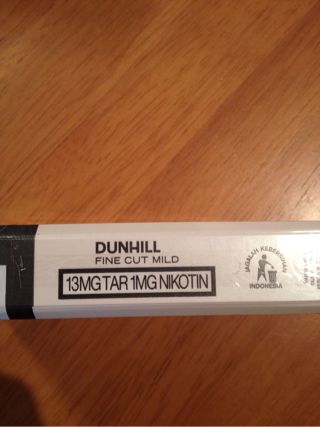 DUNHILL
FINE CUT MILD
13MG TAR 1MG NIKOTIN
JAGALAH KEBERSIHAN
INDONESIA